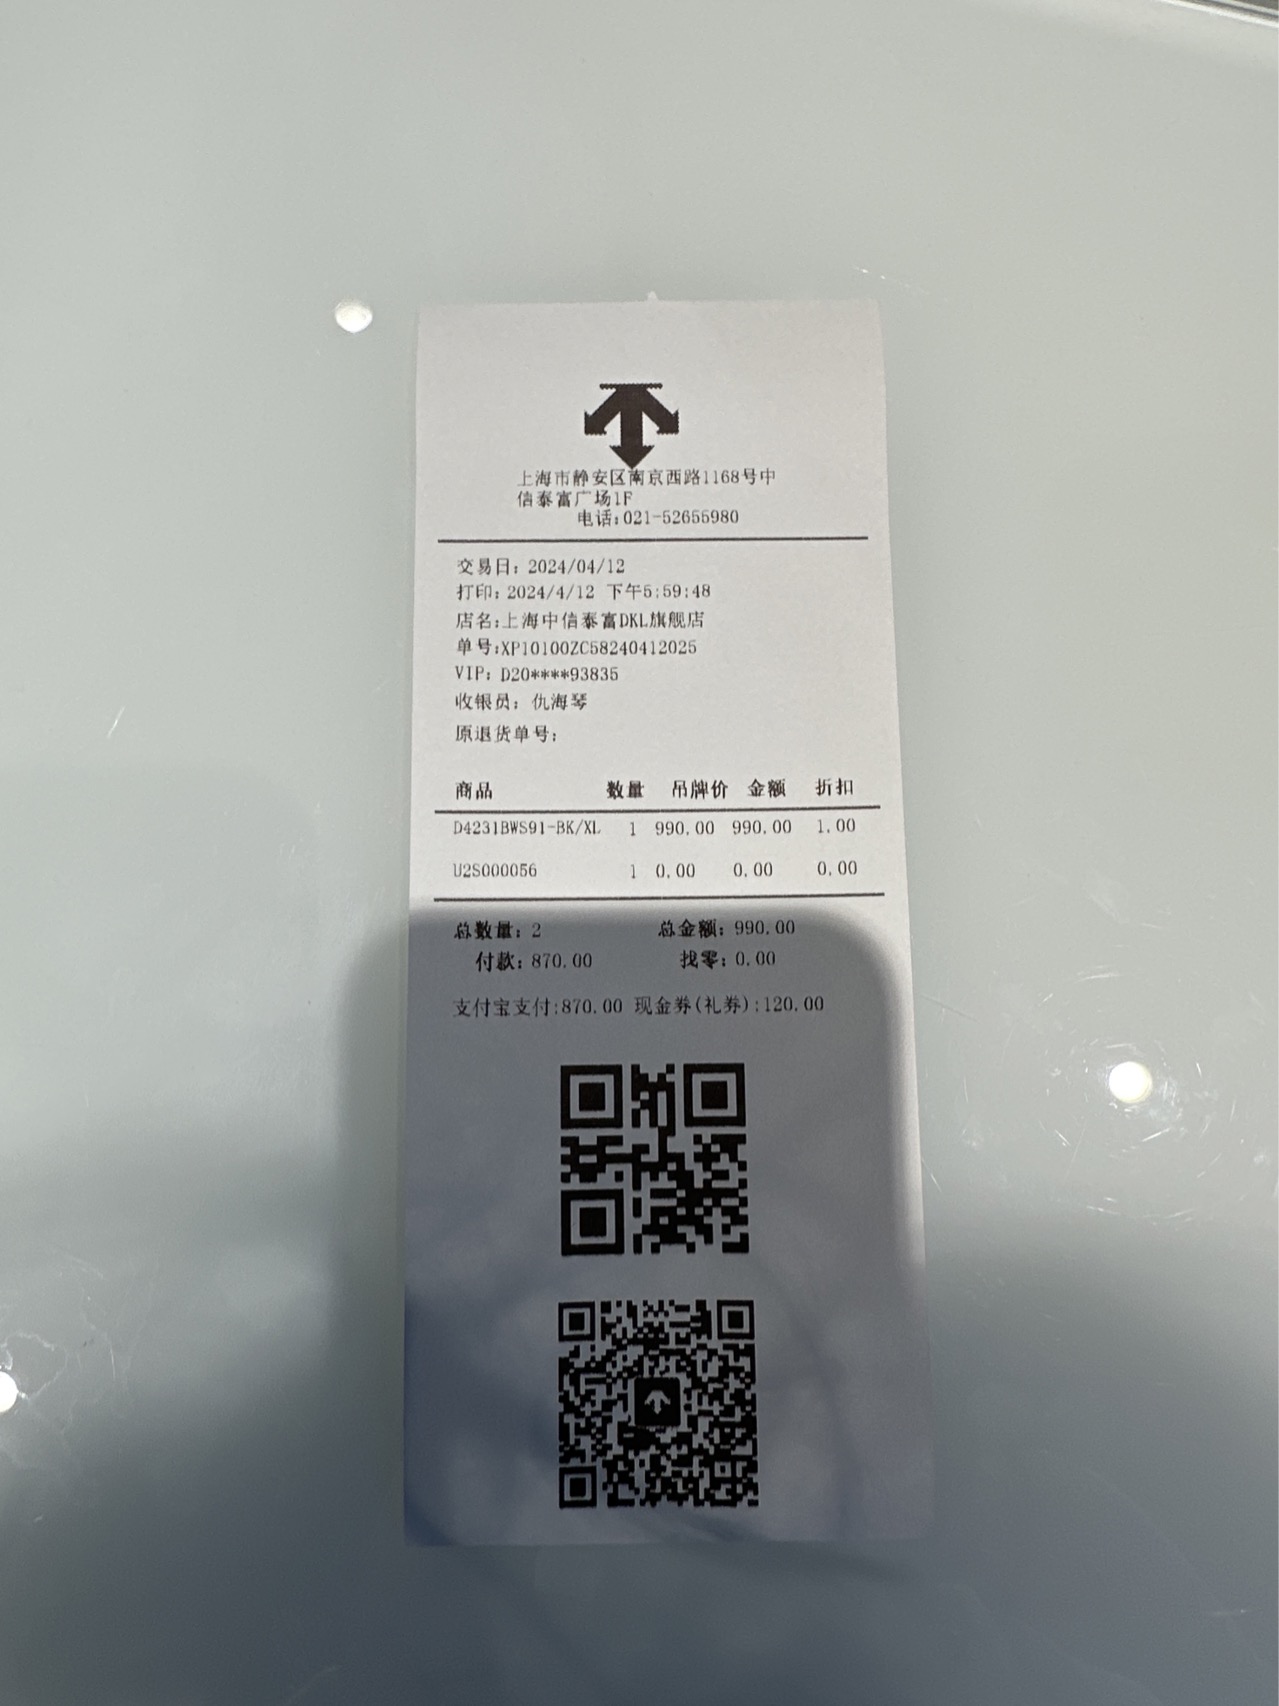 上海市静安区南京西路1168号中
信泰富广场1F
电话:021-52655980
交易日: 2024/04/12
打印: 2024/4/12 下午5:59:48
店名:上海中信泰富DKL旗舰店
单号:XP10100ZC58240412025
VIP: D20****93835
收银员: 仇海琴
原退货单号:
商品 数量 吊牌价 金额 折扣
D4231BWS91-BK/XL 1 990.00 990.00 1.00
U2S000056 1 0.00 0.00 0.00
总数量: 2 总金额: 990.00
付款: 870.00 找零: 0.00
支付宝支付:870.00 现金券(礼券):120.00